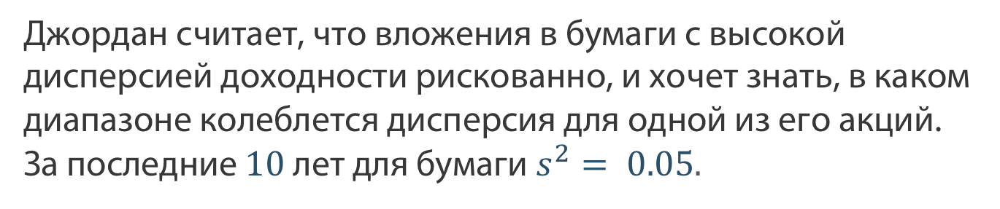 Джордан считает, что вложения в бумаги с высокой
дисперсией доходности рискованно, и хочет знать, в каком
диапазоне колеблется дисперсия для одной из его акций.
За последние 10 лет для бумаги s² = 0.05.